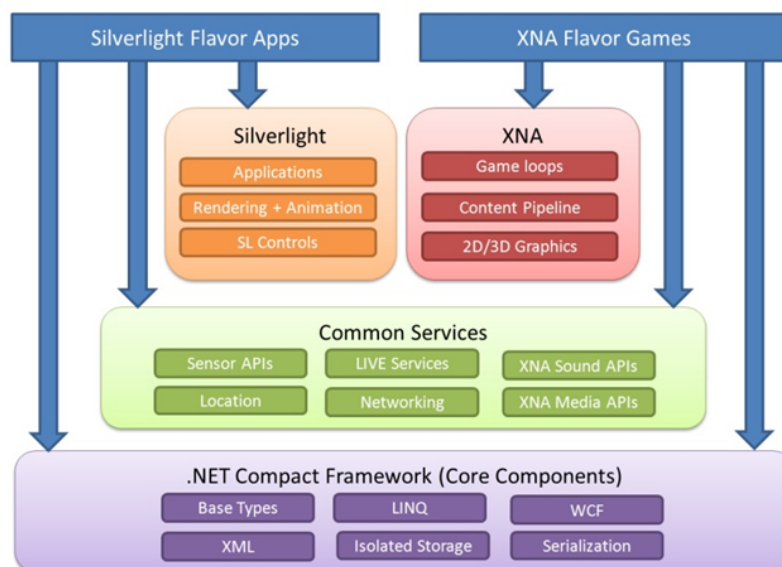 Silverlight Flavor Apps
XNA Flavor Games
Silverlight
Applications
Rendering + Animation
SL Controls
XNA
Game loops
Content Pipeline
2D/3D Graphics
Common Services
Sensor APIs
LIVE Services
XNA Sound APIs
Location
Networking
XNA Media APIs
.NET Compact Framework (Core Components)
Base Types
LINQ
WCF
XML
Isolated Storage
Serialization